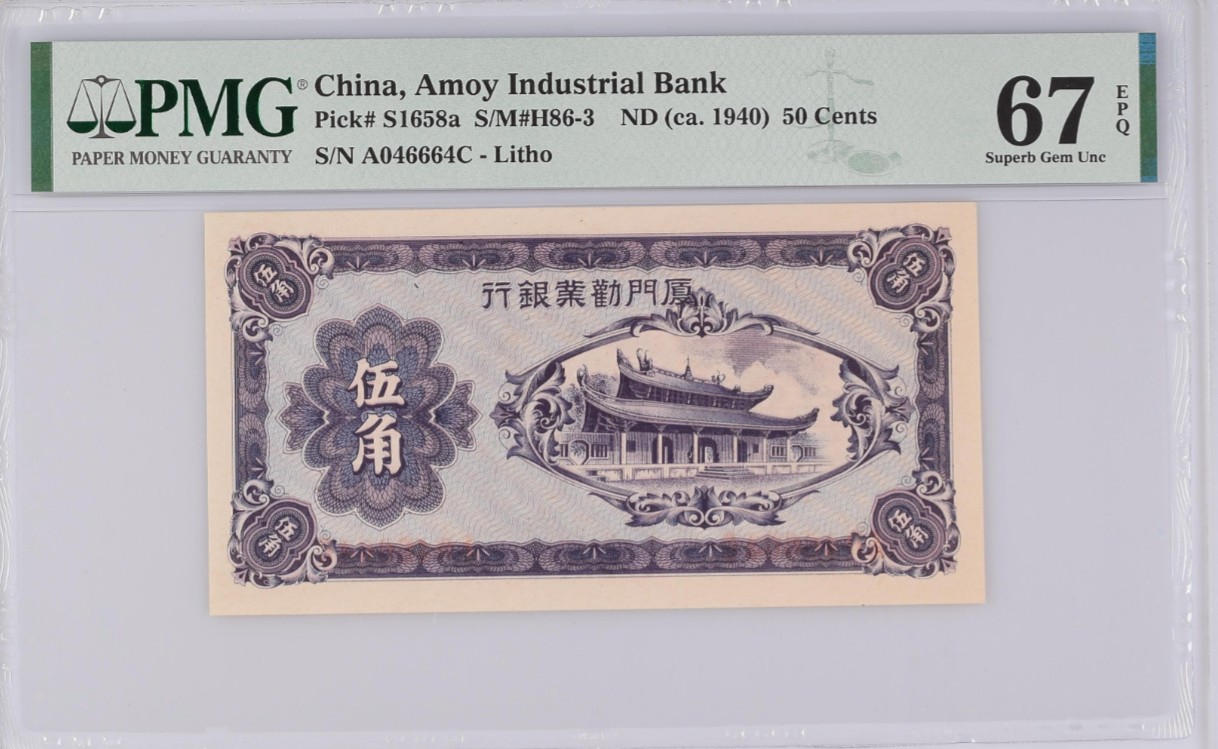 PMG®
PAPER MONEY GUARANTY
China, Amoy Industrial Bank
Pick# S1658a S/M#H86-3 ND (ca. 1940) 50 Cents
S/N A046664C - Litho
67
EPQ
Superb Gem Unc
伍角
伍角
行銀業勸門廈
伍角
伍角
伍角